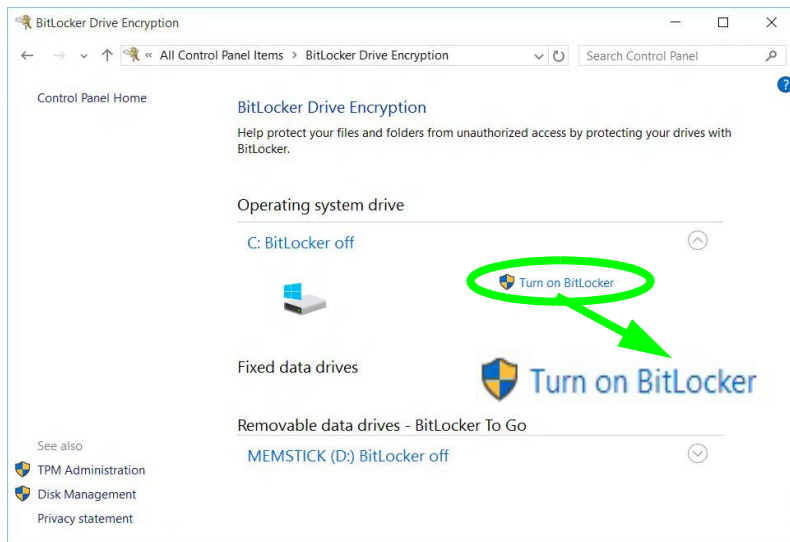 BitLocker Drive Encryption
« All Control Panel Items > BitLocker Drive Encryption
Search Control Panel
?
Control Panel Home
BitLocker Drive Encryption
Help protect your files and folders from unauthorized access by protecting your drives with
BitLocker.
Operating system drive
C: BitLocker off
Turn on BitLocker
Fixed data drives
Turn on BitLocker
Removable data drives - BitLocker To Go
MEMSTICK (D:) BitLocker off
See also
TPM Administration
Disk Management
Privacy statement